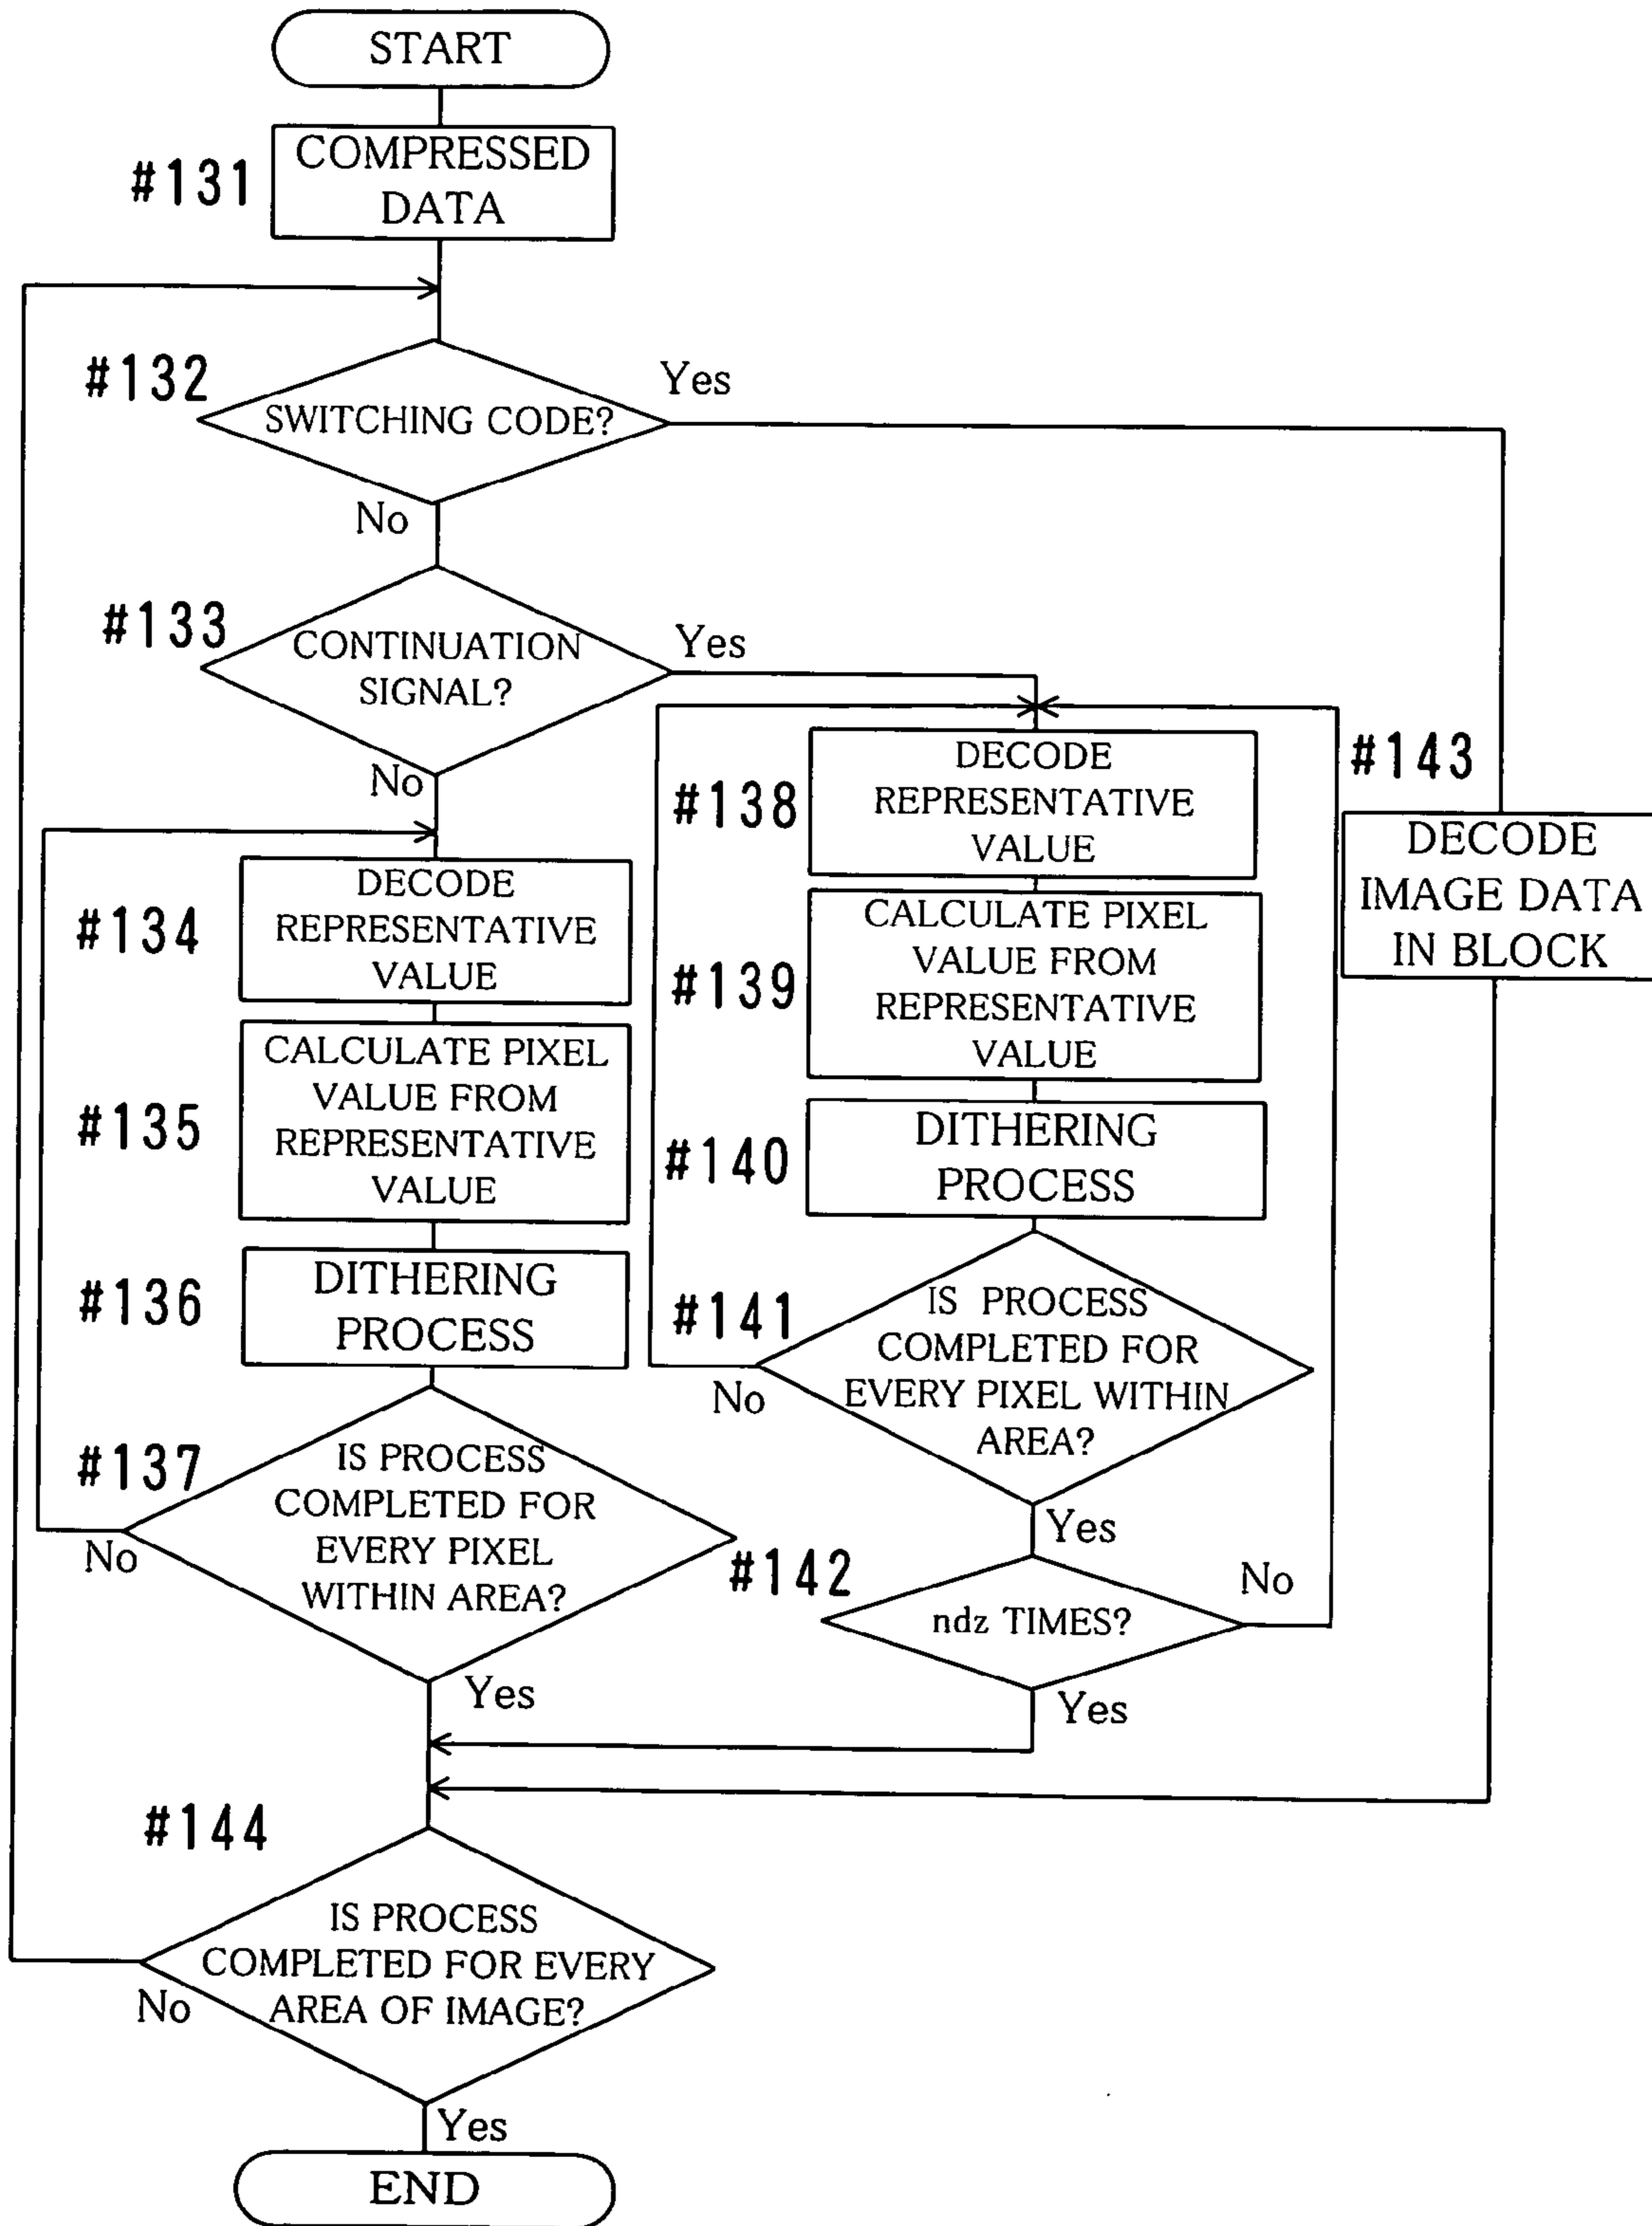 START
#131
COMPRESSED
DATA
#132
SWITCHING CODE?
Yes
No
#133
CONTINUATION
SIGNAL?
Yes
No
#134
DECODE
REPRESENTATIVE
VALUE
#135
CALCULATE PIXEL
VALUE FROM
REPRESENTATIVE
VALUE
#136
DITHERING
PROCESS
#137
IS PROCESS
COMPLETED FOR
EVERY PIXEL
WITHIN AREA?
No
Yes
#138
DECODE
REPRESENTATIVE
VALUE
#139
CALCULATE PIXEL
VALUE FROM
REPRESENTATIVE
VALUE
#140
DITHERING
PROCESS
#141
IS PROCESS
COMPLETED FOR
EVERY PIXEL WITHIN
AREA?
No
Yes
#142
ndz TIMES?
No
Yes
#143
DECODE
IMAGE DATA
IN BLOCK
#144
IS PROCESS
COMPLETED FOR EVERY
AREA OF IMAGE?
No
Yes
END